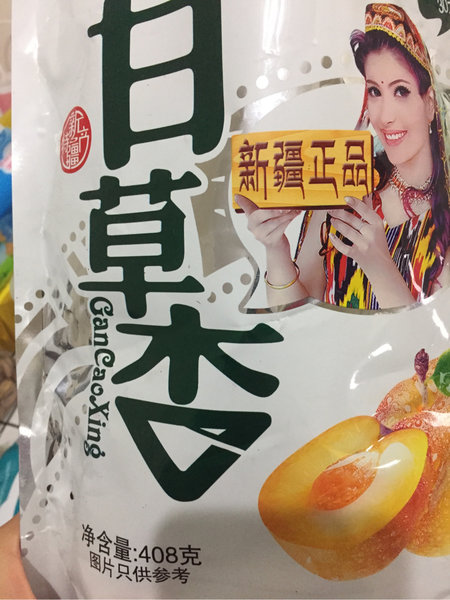 甘草杏
GanCaoXing
新疆正品
净含量:408克
图片只供参考